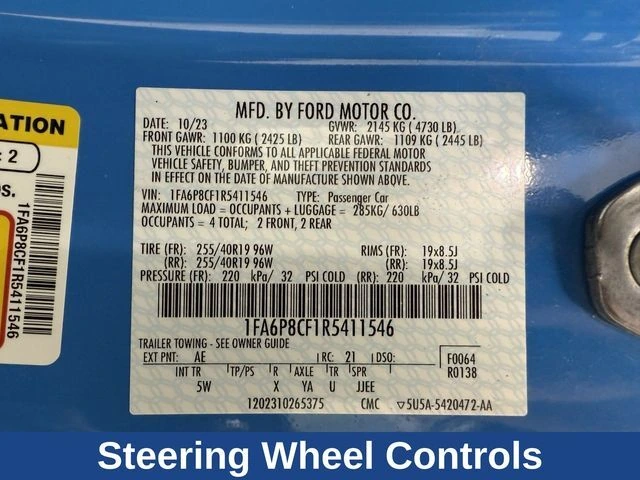 ATION
: 2
OS.
1FA6P8CF1R5411546
MFD. BY FORD MOTOR CO.
DATE: 10/23 GVWR: 2145 KG ( 4730 LB)
FRONT GAWR: 1100 KG ( 2425 LB) REAR GAWR: 1109 KG ( 2445 LB)
THIS VEHICLE CONFORMS TO ALL APPLICABLE FEDERAL MOTOR
VEHICLE SAFETY, BUMPER, AND THEFT PREVENTION STANDARDS
IN EFFECT ON THE DATE OF MANUFACTURE SHOWN ABOVE.
VIN: 1FA6P8CF1R5411546 TYPE: Passenger Car
MAXIMUM LOAD = OCCUPANTS + LUGGAGE = 285KG/ 630LB
OCCUPANTS = 4 TOTAL; 2 FRONT, 2 REAR
TIRE (FR): 255/40R19 96W RIMS (FR): 19x8.5J
(RR): 255/40R19 96W (RR): 19x8.5J
PRESSURE (FR): 220 kPa/ 32 PSI COLD (RR): 220 kPa/ 32 PSI COLD
1FA6P8CF1R5411546
TRAILER TOWING - SEE OWNER GUIDE
EXT PNT: AE RC: 21 DSO: F0064
INT TR TP/PS R AXLE TR SPR R0138
5W X YA U JJEE
1202310265375 CMC ▽5U5A-5420472-AA
Steering Wheel Controls